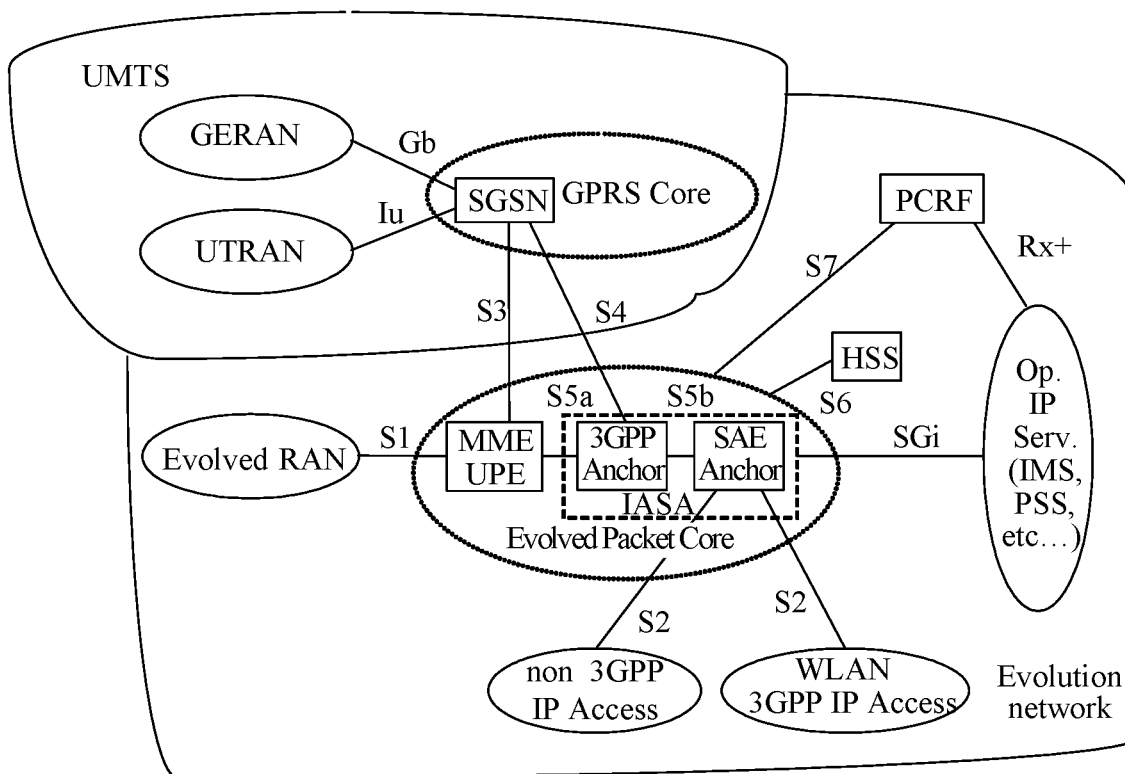 UMTS
GERAN
Gb
SGSN
GPRS Core
Iu
UTRAN
PCRF
Rx+
S7
S3
S4
HSS
S6
S5a
S5b
Op.
IP
Serv.
(IMS,
PSS,
etc…)
SGi
S1
Evolved RAN
MME
UPE
3GPP
Anchor
SAE
Anchor
IASA
Evolved Packet Core
S2
S2
non 3GPP
IP Access
WLAN
3GPP IP Access
Evolution
network